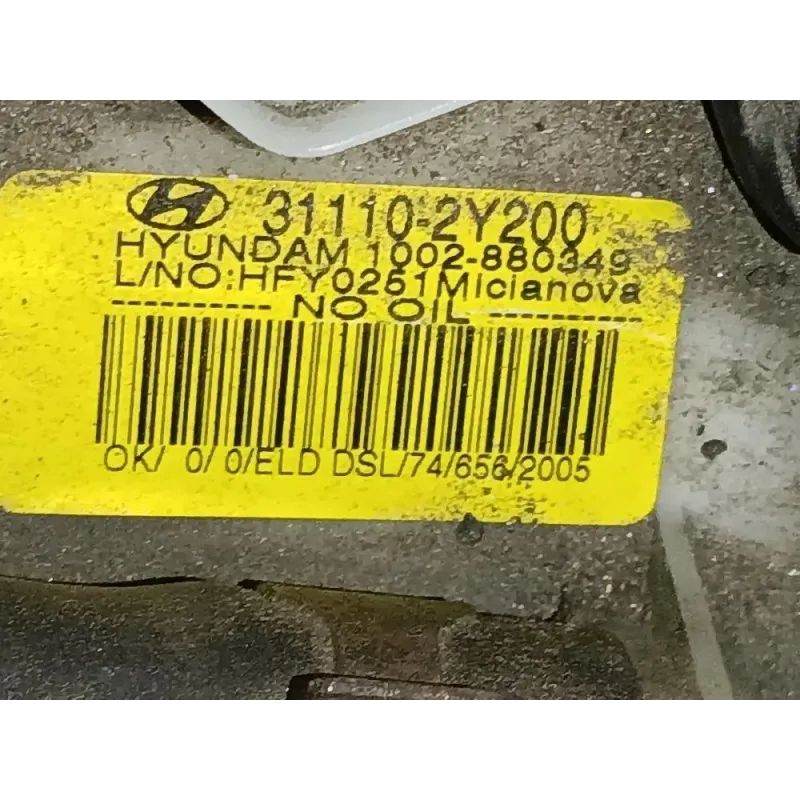 31110-2Y200
HYUNDAM 1002-880349
L/NO:HFY0251Micianova
---------- NO OIL ----------
OK/ 0/ 0/ELD DSL/74/656/2005